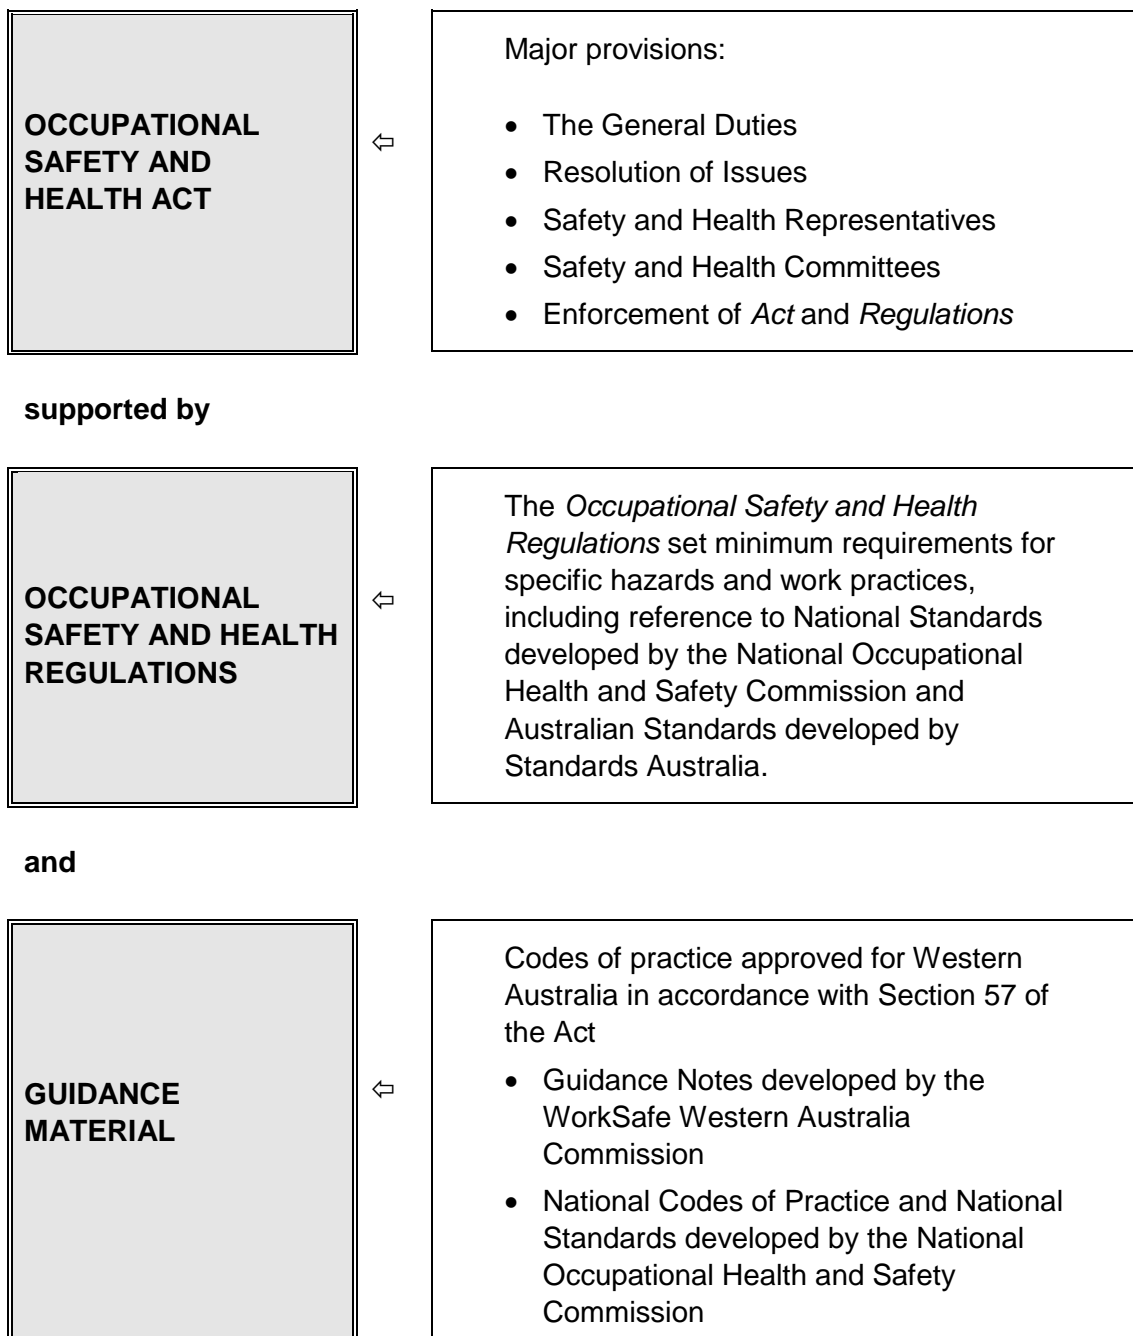 OCCUPATIONAL
SAFETY AND
HEALTH ACT
⇦
Major provisions:
• The General Duties
• Resolution of Issues
• Safety and Health Representatives
• Safety and Health Committees
• Enforcement of Act and Regulations
supported by
OCCUPATIONAL
SAFETY AND HEALTH
REGULATIONS
⇦
The Occupational Safety and Health
Regulations set minimum requirements for
specific hazards and work practices,
including reference to National Standards
developed by the National Occupational
Health and Safety Commission and
Australian Standards developed by
Standards Australia.
and
GUIDANCE
MATERIAL
⇦
Codes of practice approved for Western
Australia in accordance with Section 57 of
the Act
• Guidance Notes developed by the
WorkSafe Western Australia
Commission
• National Codes of Practice and National
Standards developed by the National
Occupational Health and Safety
Commission